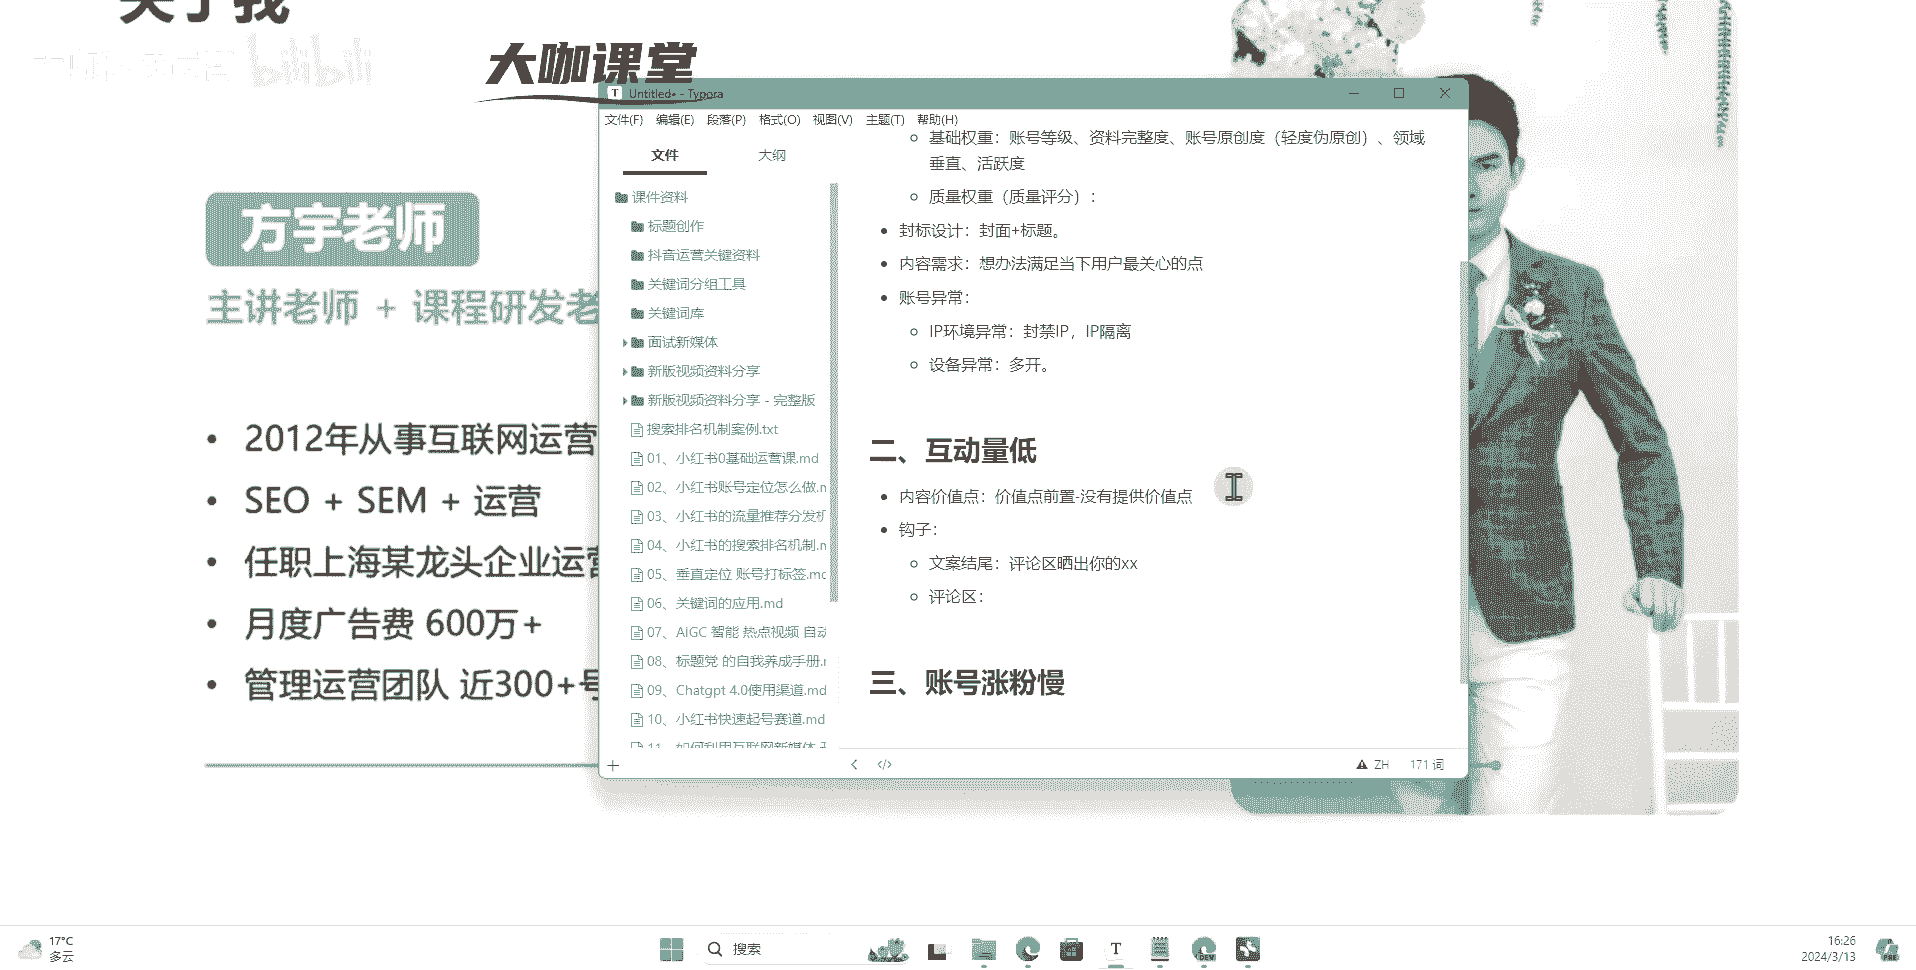 关于我
bilibili
大咖课堂
方宇老师
主讲老师 + 课程研发老
2012年从事互联网运营
SEO + SEM + 运营
任职上海某龙头企业运营
月度广告费 600万+
管理运营团队 近300+号
Untitled• - Typora
文件(F) 编辑(E) 段落(P) 格式(O) 视图(V) 主题(T) 帮助(H)
文件 大纲
课件资料
标题创作
抖音运营关键资料
关键词分组工具
关键词库
面试新媒体
新版视频资料分享
新版视频资料分享 - 完整版
搜索排名机制案例.txt
01、小红书0基础运营课.md
02、小红书账号定位怎么做.m
03、小红书的流量推荐分发机
04、小红书的搜索排名机制.m
05、垂直定位 账号打标签.md
06、关键词的应用.md
07、AIGC 智能 热点视频 自动
08、标题党 的自我养成手册.m
09、Chatgpt 4.0使用渠道.md
10、小红书快速起号赛道.md
11、如何利用互联网新媒体
基础权重：账号等级、资料完整度、账号原创度（轻度伪原创）、领域
垂直、活跃度
质量权重（质量评分）：
封标设计：封面+标题。
内容需求：想办法满足当下用户最关心的点
账号异常：
IP环境异常：封禁IP，IP隔离
设备异常：多开。
二、互动量低
内容价值点：价值点前置-没有提供价值点
钩子：
文案结尾：评论区晒出你的xx
评论区：
三、账号涨粉慢
ZH 171 词
17°C
多云
搜索
16:26
2024/3/13